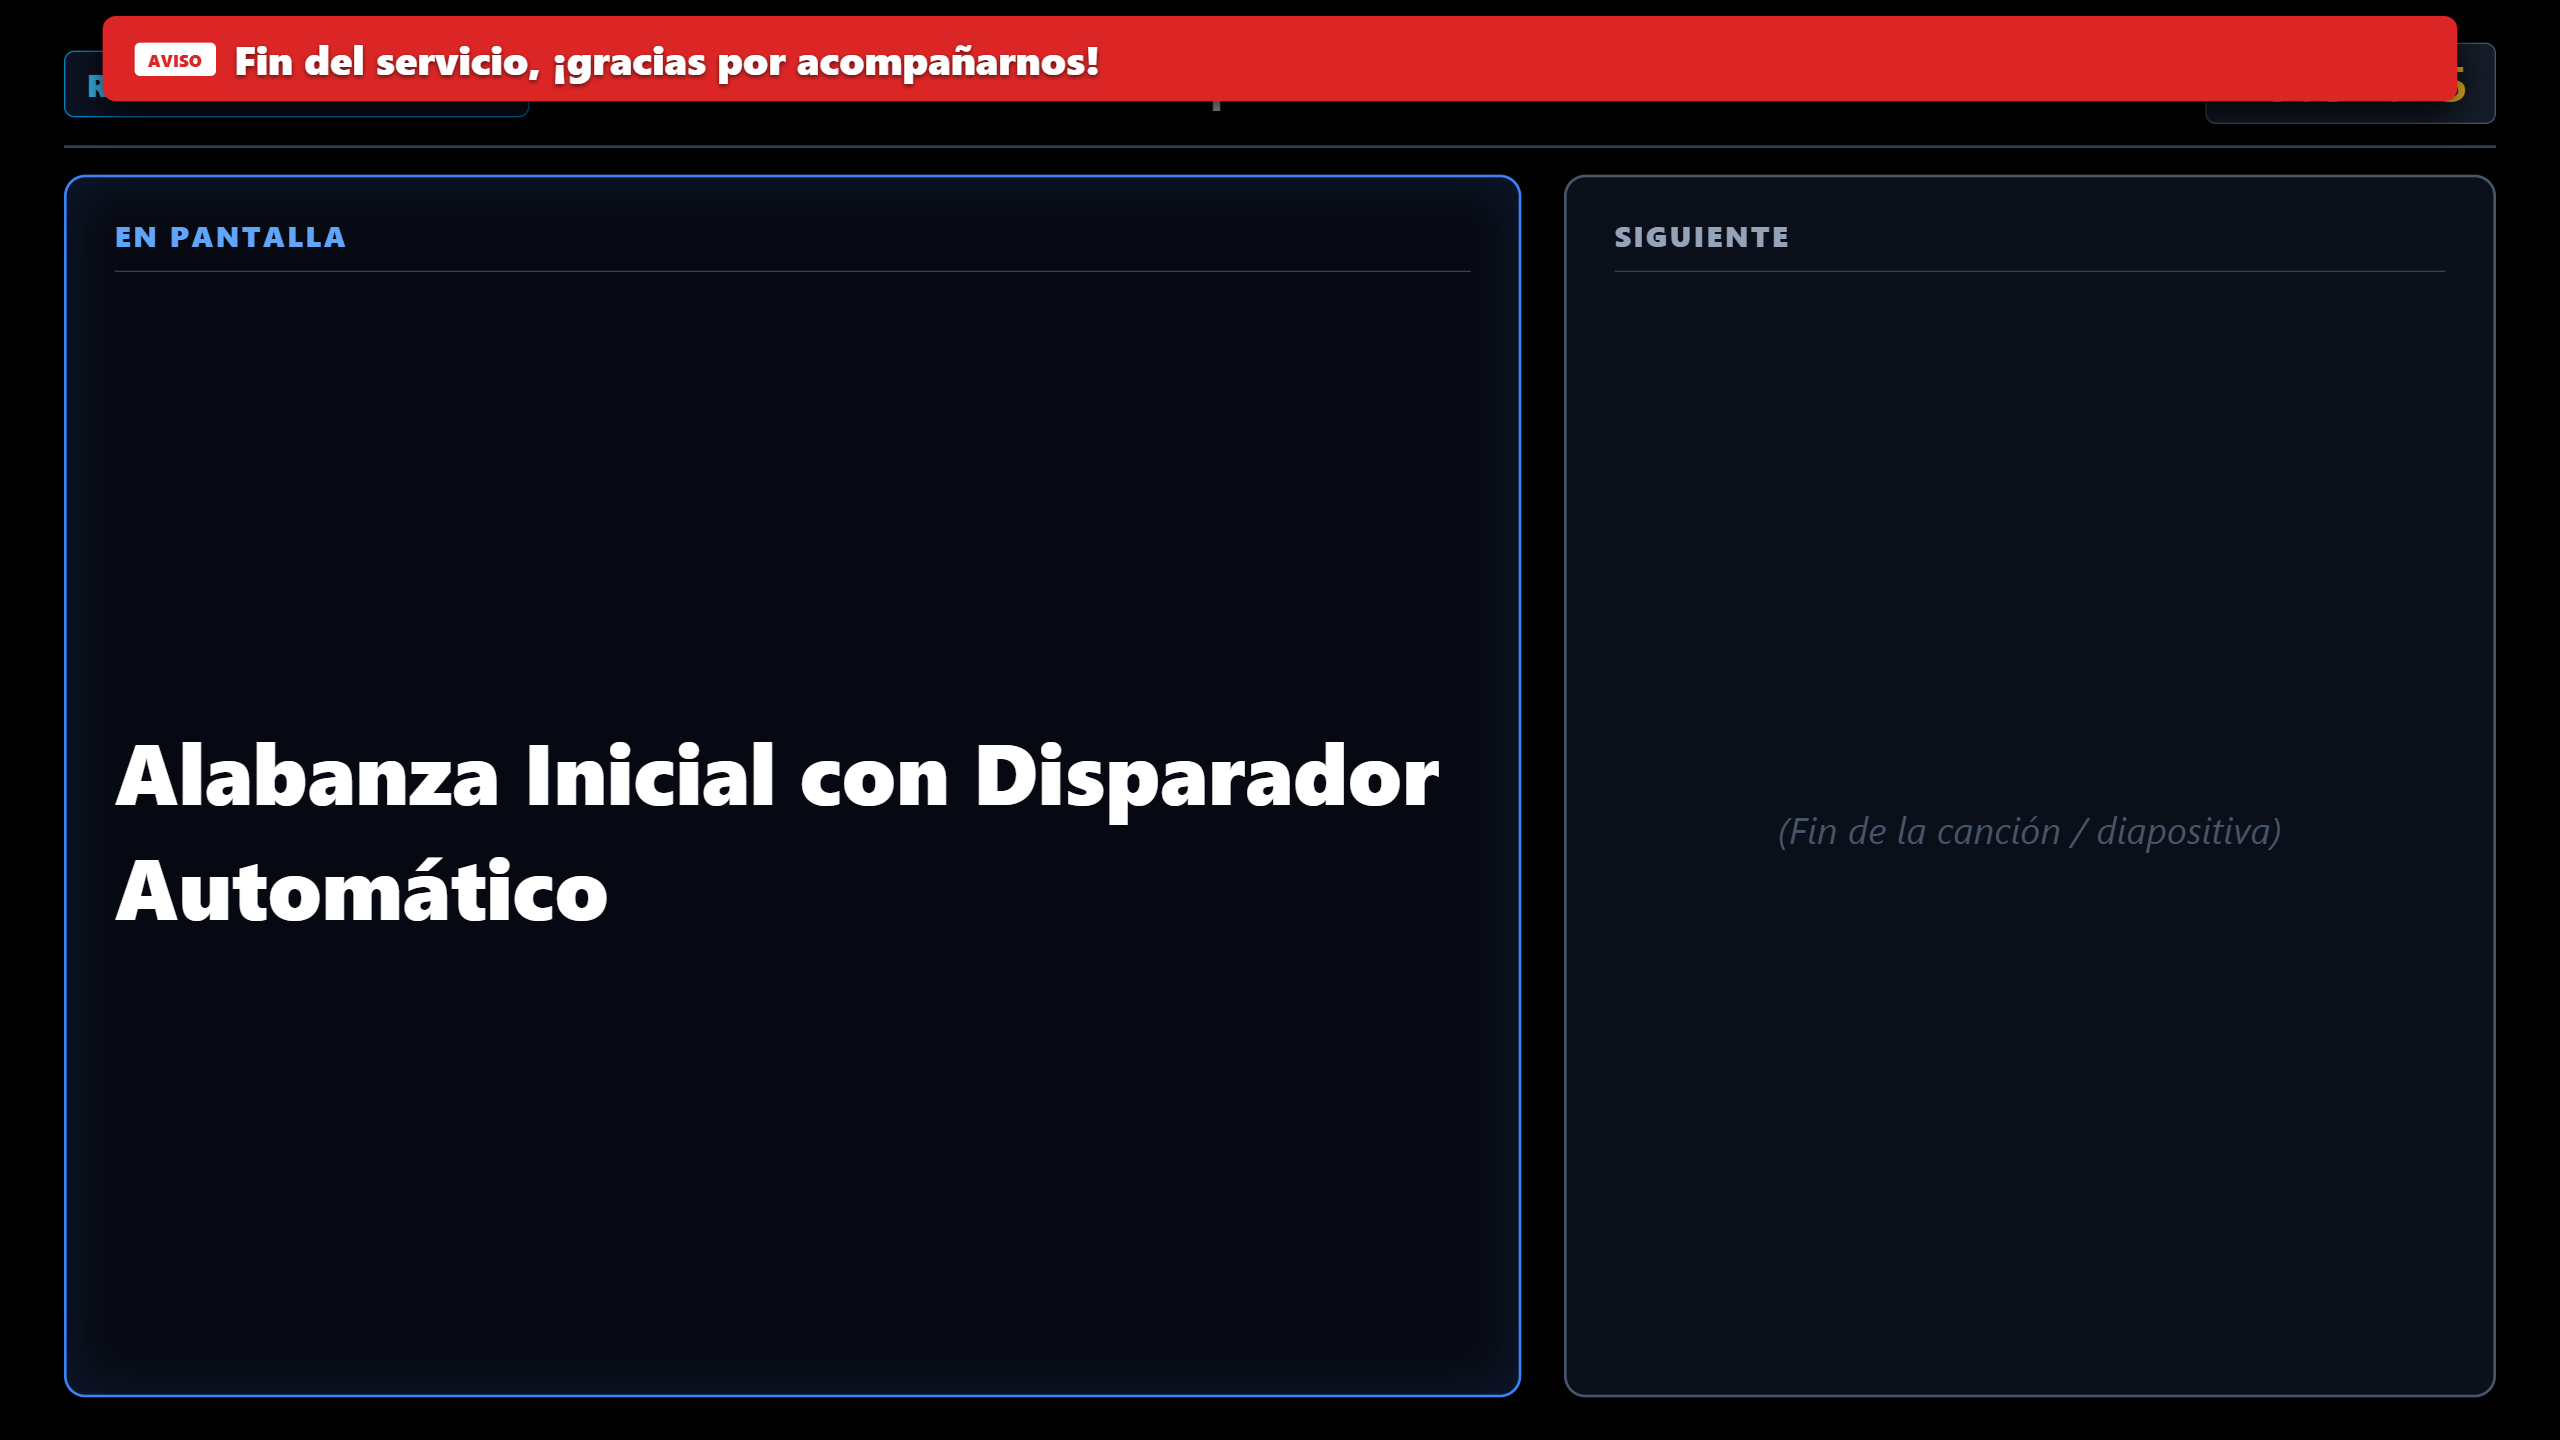 AVISO Fin del servicio, ¡gracias por acompañarnos!
EN PANTALLA
Alabanza Inicial con Disparador
Automático
SIGUIENTE
(Fin de la canción / diapositiva)